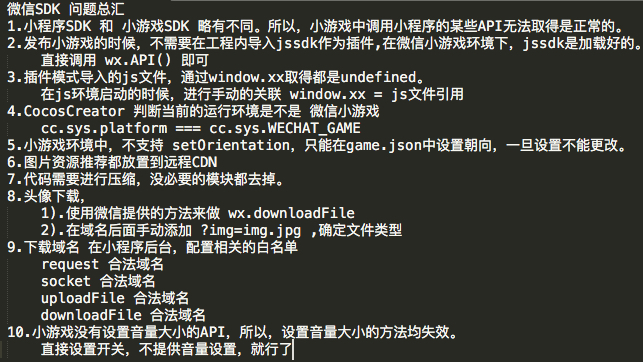 微信SDK 问题总汇
1.小程序SDK 和 小游戏SDK 略有不同。所以，小游戏中调用小程序的某些API无法取得是正常的。
2.发布小游戏的时候，不需要在工程内导入jssdk作为插件,在微信小游戏环境下，jssdk是加载好的。
直接调用 wx.API() 即可
3.插件模式导入的js文件，通过window.xx取得都是undefined。
在js环境启动的时候，进行手动的关联 window.xx = js文件引用
4.CocosCreator 判断当前的运行环境是不是 微信小游戏
cc.sys.platform === cc.sys.WECHAT_GAME
5.小游戏环境中，不支持 setOrientation，只能在game.json中设置朝向，一旦设置不能更改。
6.图片资源推荐都放置到远程CDN
7.代码需要进行压缩，没必要的模块都去掉。
8.头像下载，
1).使用微信提供的方法来做 wx.downloadFile
2).在域名后面手动添加 ?img=img.jpg ,确定文件类型
9.下载域名 在小程序后台，配置相关的白名单
request 合法域名
socket 合法域名
uploadFile 合法域名
downloadFile 合法域名
10.小游戏没有设置音量大小的API，所以，设置音量大小的方法均失效。
直接设置开关，不提供音量设置，就行了